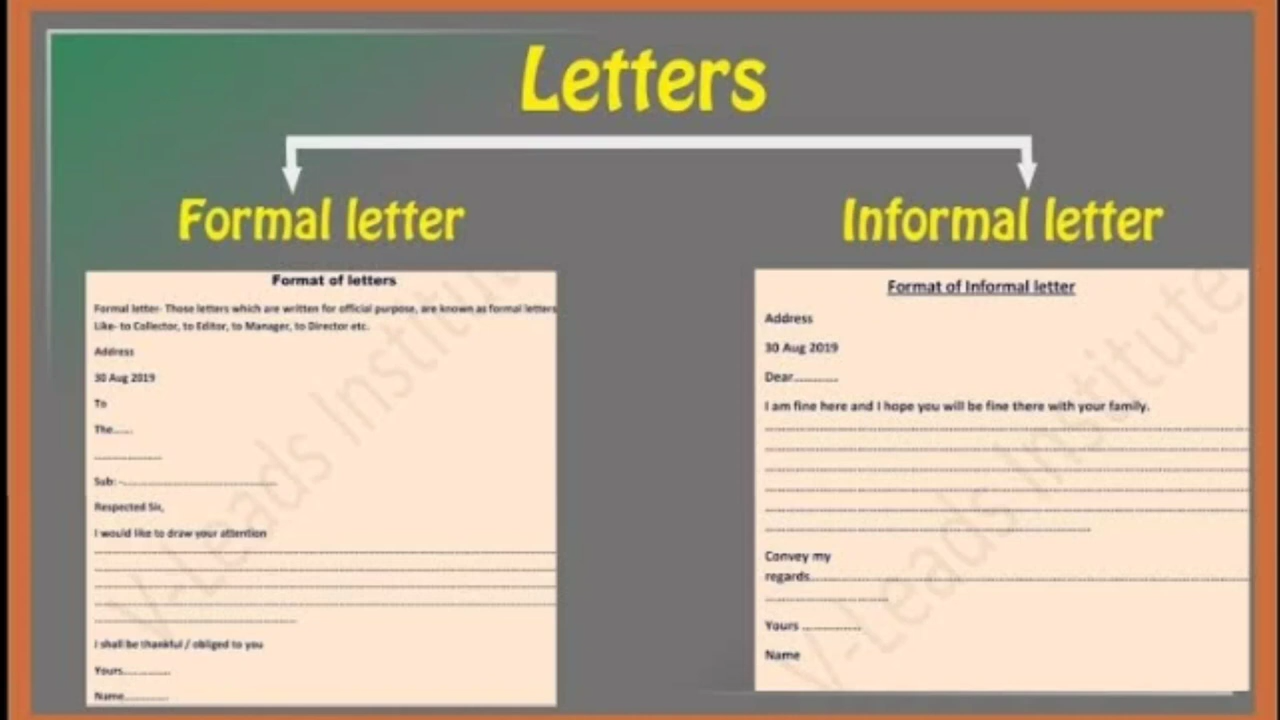 Letters
Formal letter
Informal letter
Format of letters
Formal letter- Those letters which are written for official purpose, are known as formal letters
Like- to Collector, to Editor, to Manager, to Director etc.
Address
30 Aug 2019
To
The......
....................
Sub: -..............................................
Respected Sir,
I would like to draw your attention
I shall be thankful / obliged to you
Yours..............
Name.............
V-Leads Institute
Format of Informal letter
Address
30 Aug 2019
Dear............
I am fine here and I hope you will be fine there with your family.
Convey my
regards......................................................
Yours ................
Name
V-Leads Institute